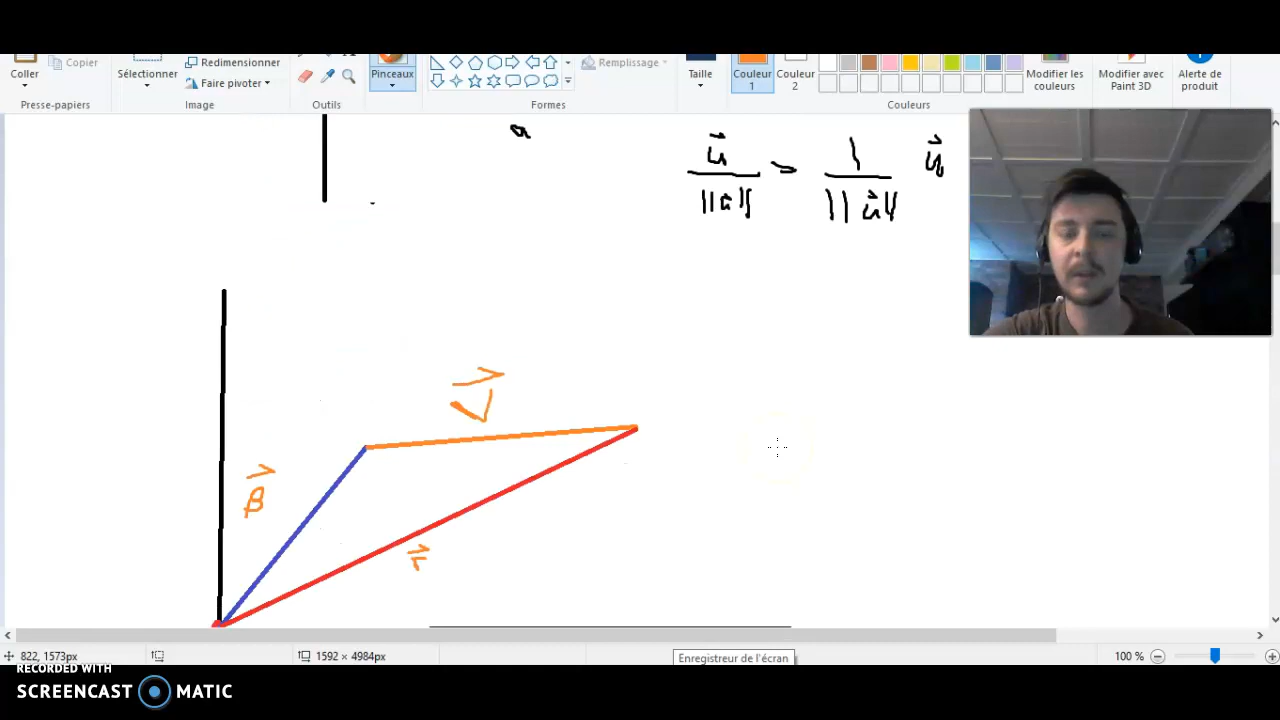 Coller
Copier
Sélectionner
Redimensionner
Faire pivoter
Pinceaux
Remplissage
Taille
Couleur 1
Couleur 2
Modifier les couleurs
Modifier avec Paint 3D
Alerte de produit
Presse-papiers
Image
Outils
Formes
Couleurs
a
u⃗ / ||u⃗|| = 1 / ||u⃗|| u⃗
V⃗
β⃗
r⃗
822, 1573px
1592 × 4984px
Enregistreur de l'écran
100 %
RECORDED WITH
SCREENCAST MATIC